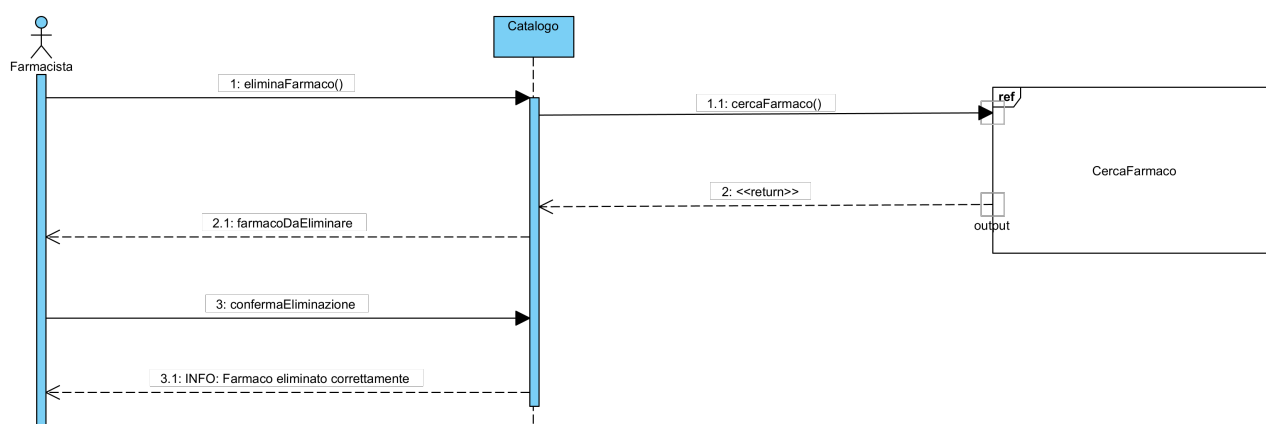 Catalogo
Farmacista
1: eliminaFarmaco()
1.1: cercaFarmaco()
ref
CercaFarmaco
2: <<return>>
output
2.1: farmacoDaEliminare
3: confermaEliminazione
3.1: INFO: Farmaco eliminato correttamente